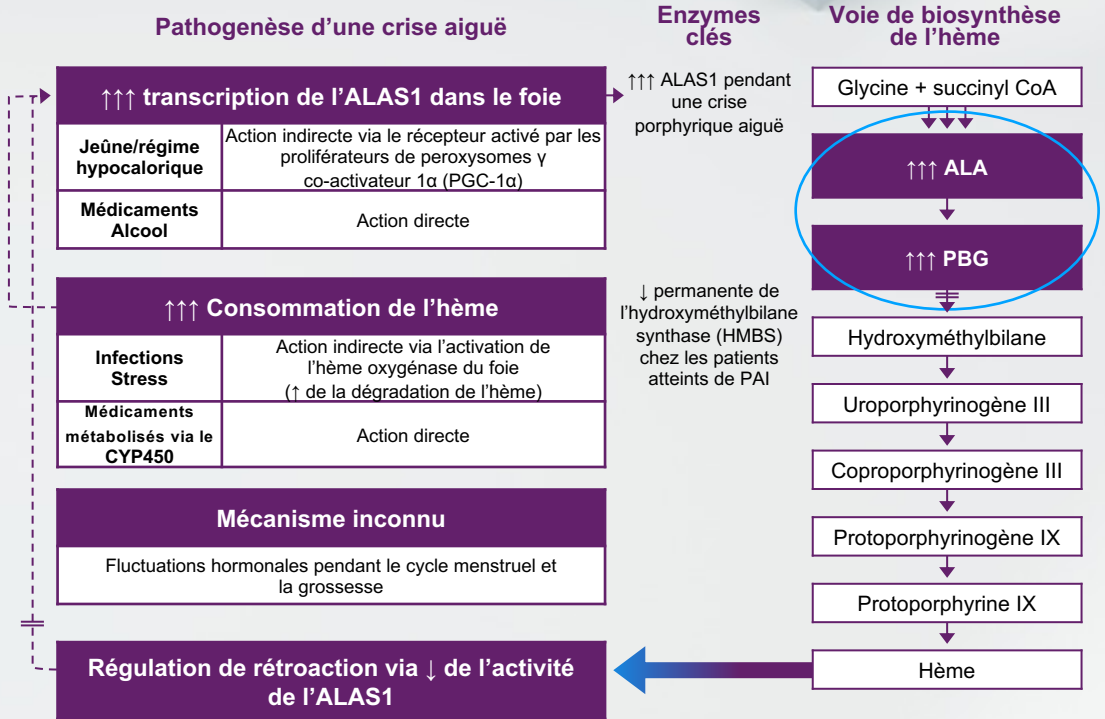 Pathogenèse d'une crise aiguë
Enzymes
clés
Voie de biosynthèse
de l'hème
↑↑↑ transcription de l'ALAS1 dans le foie
Jeûne/régime
hypocalorique
Action indirecte via le récepteur activé par les
proliférateurs de peroxysomes γ
co-activateur 1α (PGC-1α)
Médicaments
Alcool
Action directe
↑↑↑ Consommation de l'hème
Infections
Stress
Action indirecte via l'activation de
l'hème oxygénase du foie
(↑ de la dégradation de l'hème)
Médicaments
métabolisés via le
CYP450
Action directe
Mécanisme inconnu
Fluctuations hormonales pendant le cycle menstruel et
la grossesse
Régulation de rétroaction via ↓ de l'activité
de l'ALAS1
↑↑↑ ALAS1 pendant
une crise
porphyrique aiguë
↓ permanente de
l'hydroxyméthylbilane
synthase (HMBS)
chez les patients
atteints de PAI
Glycine + succinyl CoA
↑↑↑ ALA
↑↑↑ PBG
Hydroxyméthylbilane
Uroporphyrinogène III
Coproporphyrinogène III
Protoporphyrinogène IX
Protoporphyrine IX
Hème